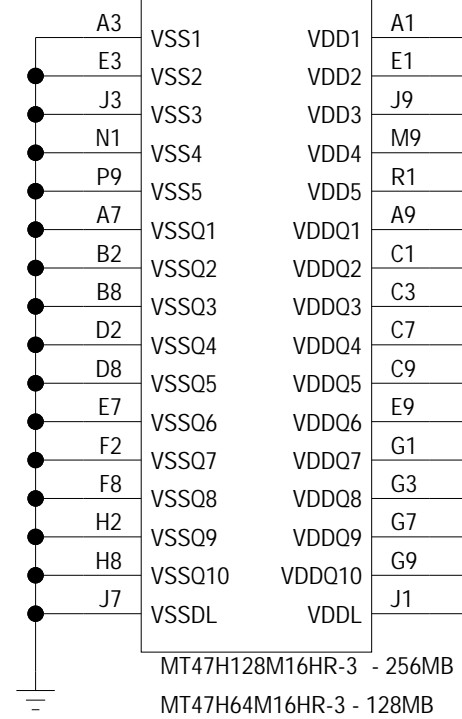 A3 VSS1 VDD1 A1
E3 VSS2 VDD2 E1
J3 VSS3 VDD3 J9
N1 VSS4 VDD4 M9
P9 VSS5 VDD5 R1
A7 VSSQ1 VDDQ1 A9
B2 VSSQ2 VDDQ2 C1
B8 VSSQ3 VDDQ3 C3
D2 VSSQ4 VDDQ4 C7
D8 VSSQ5 VDDQ5 C9
E7 VSSQ6 VDDQ6 E9
F2 VSSQ7 VDDQ7 G1
F8 VSSQ8 VDDQ8 G3
H2 VSSQ9 VDDQ9 G7
H8 VSSQ10 VDDQ10 G9
J7 VSSDL VDDL J1
MT47H128M16HR-3 - 256MB
MT47H64M16HR-3 - 128MB